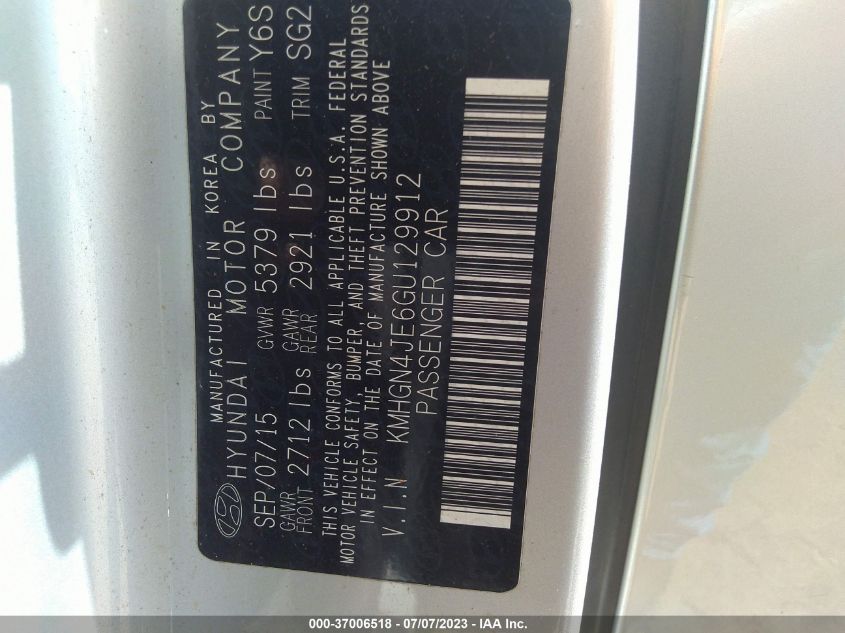 MANUFACTURED IN KOREA BY
HYUNDAI MOTOR COMPANY
SEP/07/15 GVWR 5379 lbs PAINT Y6S
GAWR FRONT 2712 lbs GAWR REAR 2921 lbs TRIM SG2
THIS VEHICLE CONFORMS TO ALL APPLICABLE U.S.A. FEDERAL
MOTOR VEHICLE SAFETY, BUMPER, AND THEFT PREVENTION STANDARDS
IN EFFECT ON THE DATE OF MANUFACTURE SHOWN ABOVE
V.I.N KMHGN4JE6GU129912
PASSENGER CAR
000-37006518 - 07/07/2023 - IAA Inc.